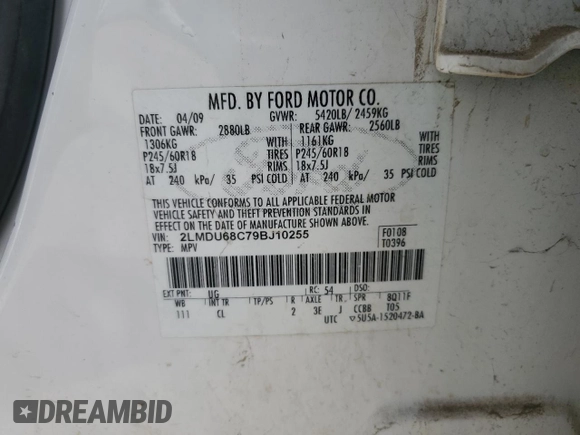 MFD. BY FORD MOTOR CO.
DATE: 04/09 GVWR: 5420LB/ 2459KG
FRONT GAWR: 2880LB REAR GAWR: 2560LB
1306KG WITH 1161KG WITH
P245/60R18 TIRES P245/60R18 TIRES
18x7.5J RIMS 18x7.5J RIMS
AT 240 kPa/ 35 PSI COLD AT 240 kPa/ 35 PSI COLD
THIS VEHICLE CONFORMS TO ALL APPLICABLE FEDERAL MOTOR
VEHICLE SAFETY AND BUMPER STANDARDS IN
EFFECT ON THE DATE OF MANUFACTURE SHOWN ABOVE.
VIN: 2LMDU68C79BJ10255 F0108
TYPE: MPV T0396
EXT PNT: UG RC: 54 DSO:
WB INT TR TP/PS R AXLE TR SPR 8Q11F
111 CL 2 3E J CCBB T05
UTC 5U5A-1520472-BA
DREAMBID